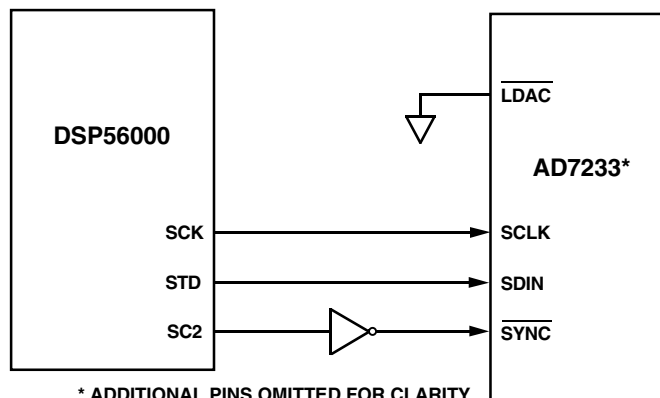 DSP56000
LDAC
AD7233*
SCK
SCLK
STD
SDIN
SC2
SYNC
* ADDITIONAL PINS OMITTED FOR CLARITY